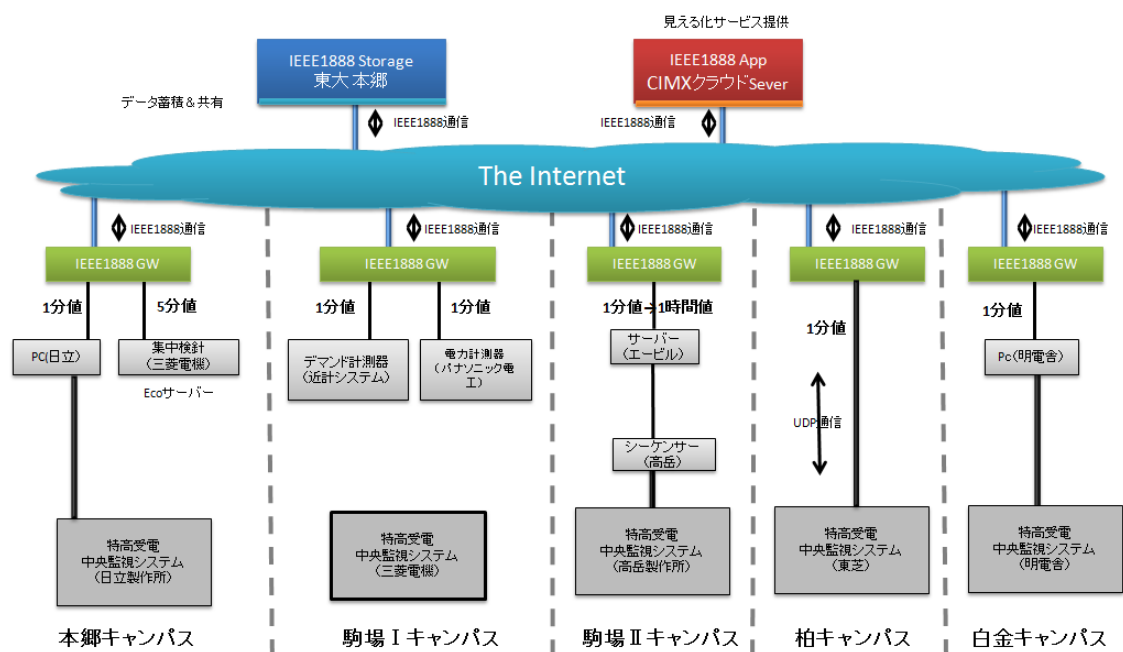 見える化サービス提供
IEEE1888 Storage
東大 本郷
IEEE1888 App
CIMXクラウドSever
データ蓄積＆共有
IEEE1888通信
IEEE1888通信
The Internet
IEEE1888通信
IEEE1888通信
IEEE1888通信
IEEE1888通信
IEEE1888通信
IEEE1888 GW
IEEE1888 GW
IEEE1888 GW
IEEE1888 GW
IEEE1888 GW
1分値
5分値
1分値
1分値
1分値→1時間値
1分値
1分値
PC(日立)
集中検針
(三菱電機)
Ecoサーバー
デマンド計測器
(近計システム)
電力計測器
(パナソニック電
工)
サーバー
(エービル)
シーケンサー
(高岳)
UDP通信
Pc(明電舎)
特高受電
中央監視システム
(日立製作所)
特高受電
中央監視システム
(三菱電機)
特高受電
中央監視システム
(高岳製作所)
特高受電
中央監視システム
(東芝)
特高受電
中央監視システム
(明電舎)
本郷キャンパス
駒場Ⅰキャンパス
駒場Ⅱキャンパス
柏キャンパス
白金キャンパス